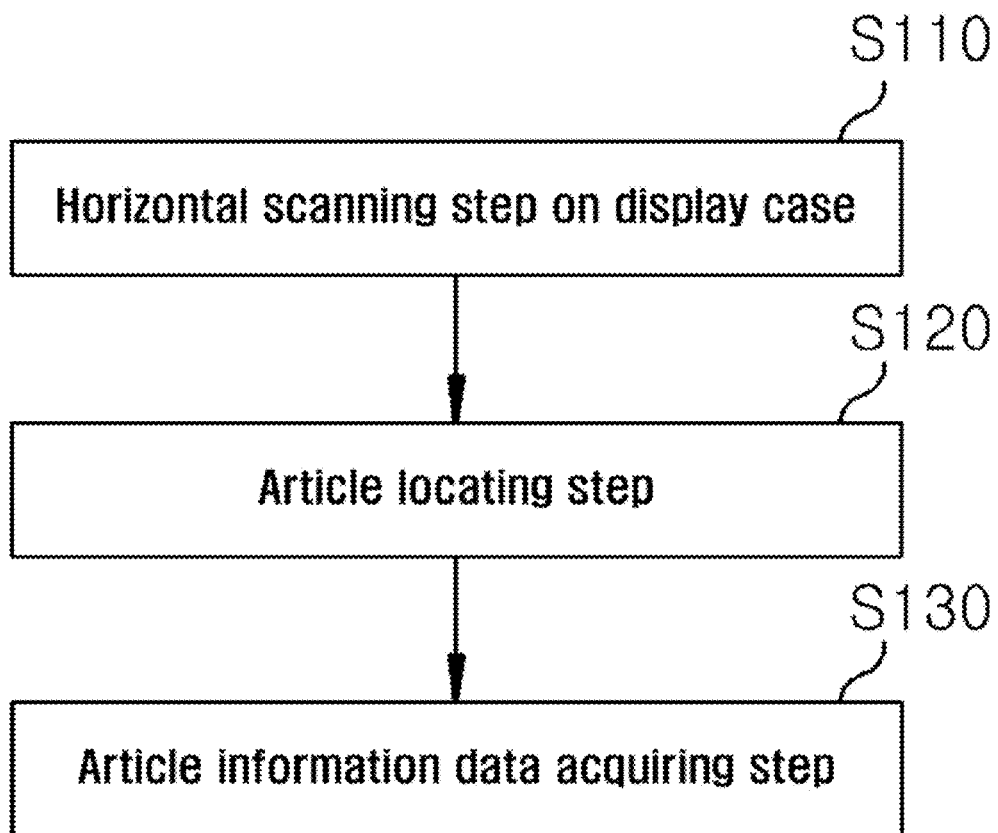 S110
Horizontal scanning step on display case
S120
Article locating step
S130
Article information data acquiring step